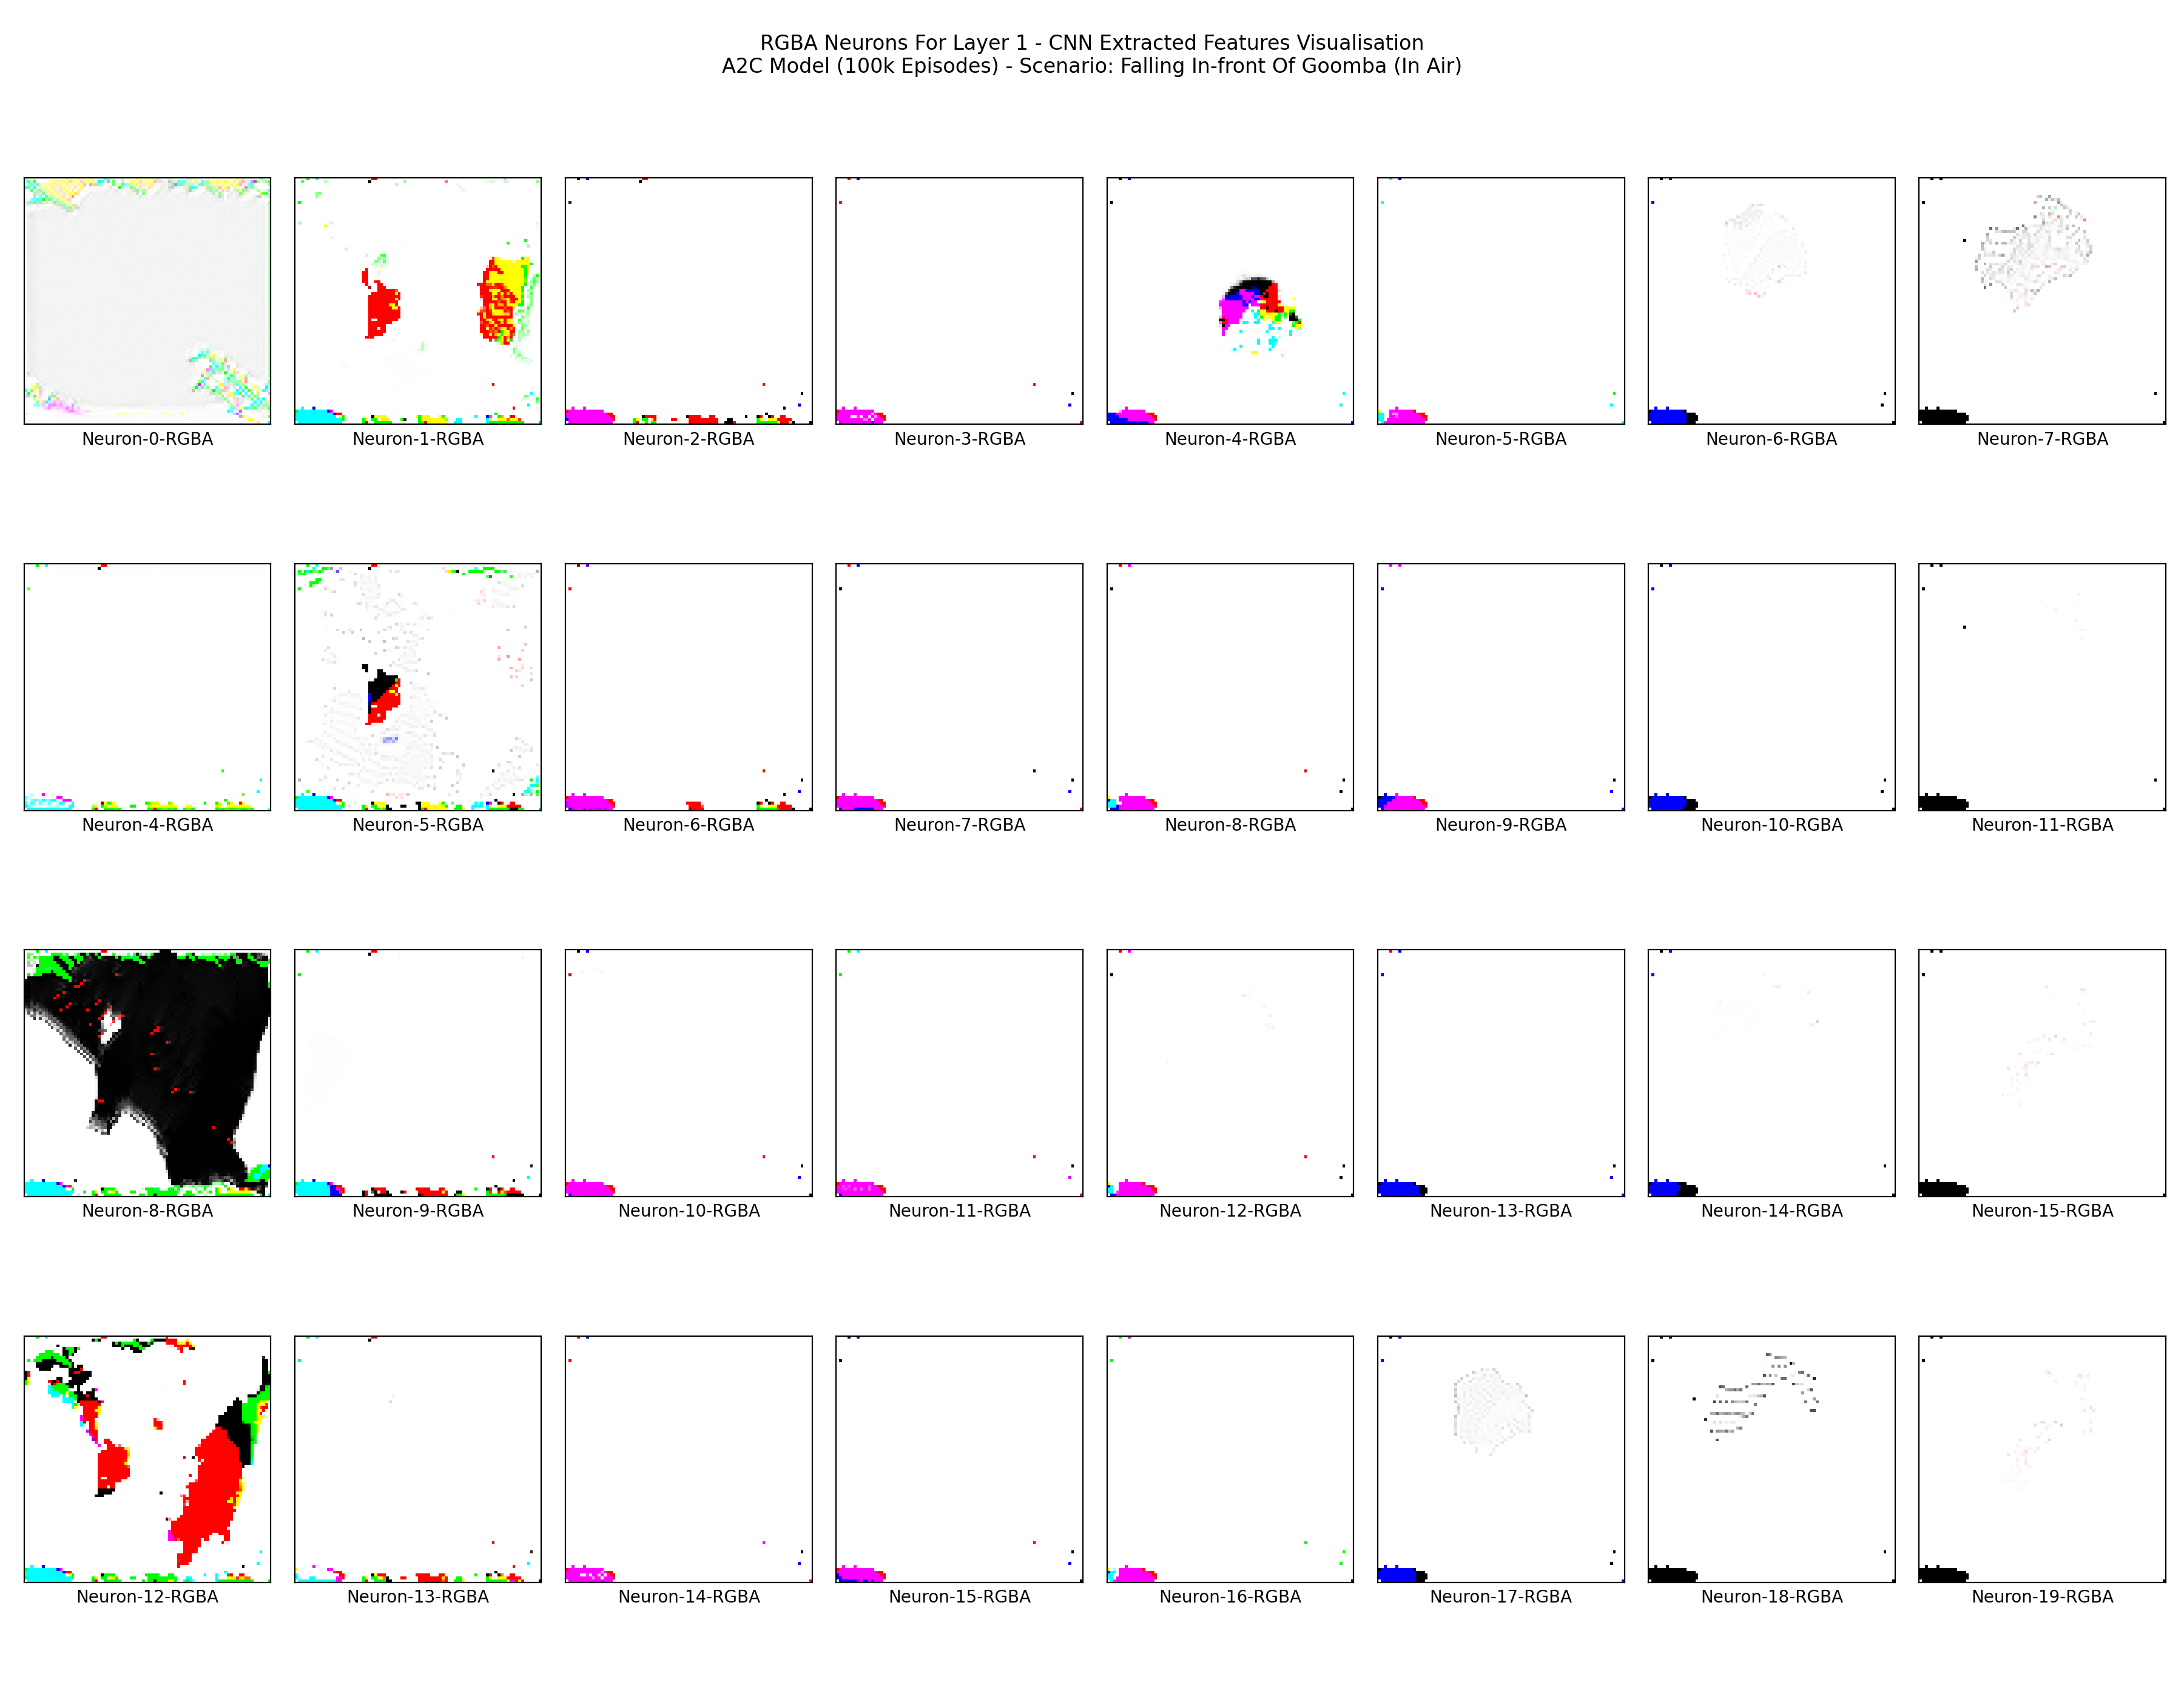 RGBA Neurons For Layer 1 - CNN Extracted Features Visualisation
A2C Model (100k Episodes) - Scenario: Falling In-front Of Goomba (In Air)
Neuron-0-RGBA
Neuron-1-RGBA
Neuron-2-RGBA
Neuron-3-RGBA
Neuron-4-RGBA
Neuron-5-RGBA
Neuron-6-RGBA
Neuron-7-RGBA
Neuron-4-RGBA
Neuron-5-RGBA
Neuron-6-RGBA
Neuron-7-RGBA
Neuron-8-RGBA
Neuron-9-RGBA
Neuron-10-RGBA
Neuron-11-RGBA
Neuron-8-RGBA
Neuron-9-RGBA
Neuron-10-RGBA
Neuron-11-RGBA
Neuron-12-RGBA
Neuron-13-RGBA
Neuron-14-RGBA
Neuron-15-RGBA
Neuron-12-RGBA
Neuron-13-RGBA
Neuron-14-RGBA
Neuron-15-RGBA
Neuron-16-RGBA
Neuron-17-RGBA
Neuron-18-RGBA
Neuron-19-RGBA